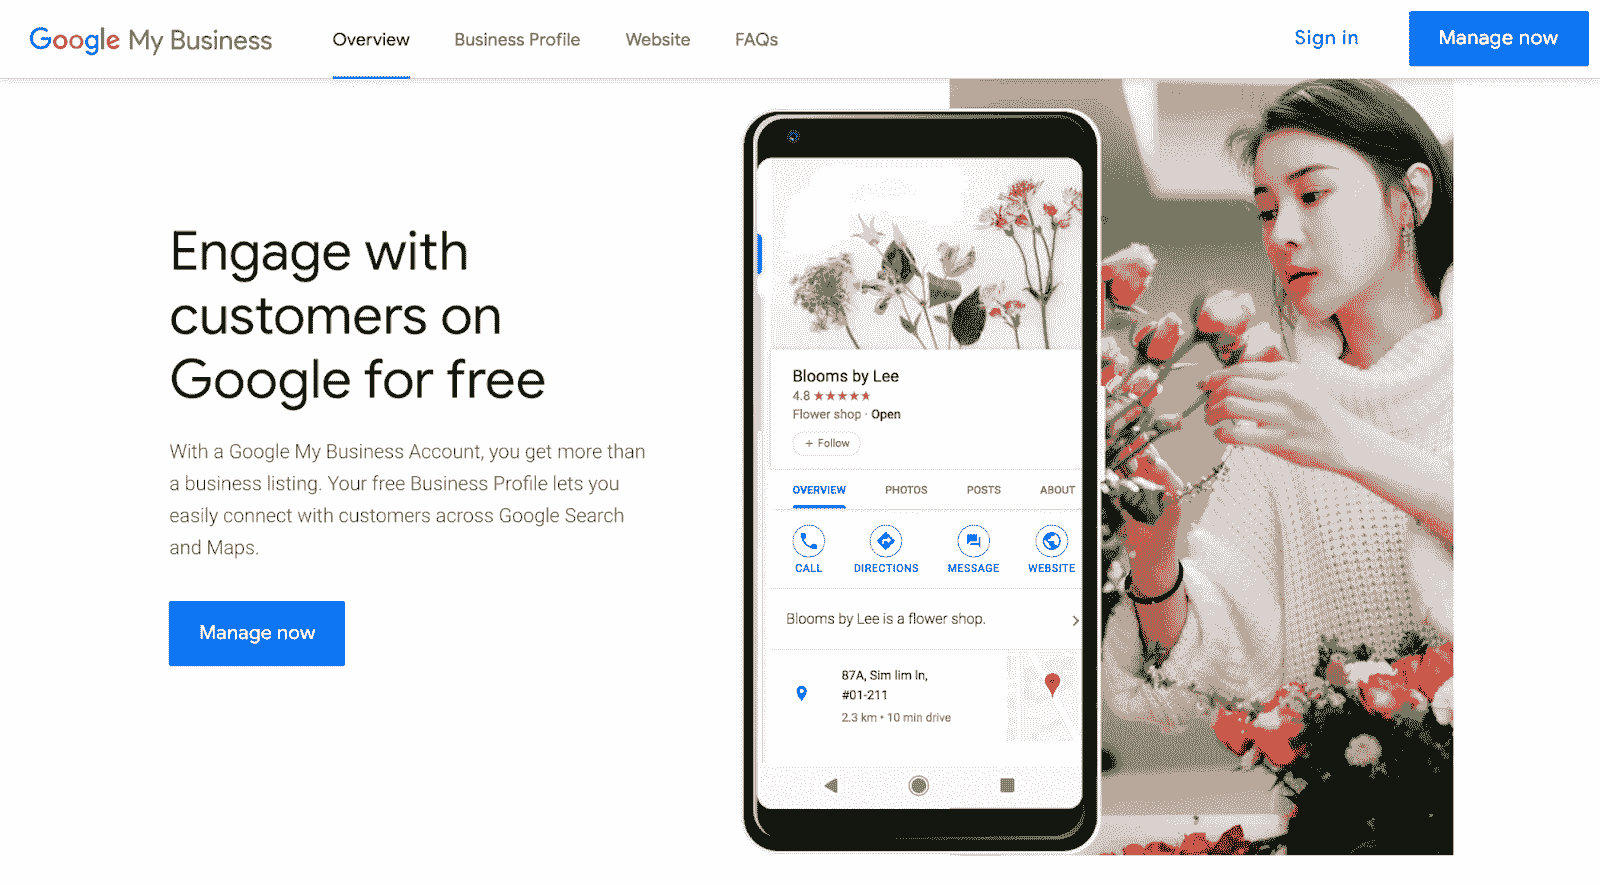 Google My Business
Overview
Business Profile
Website
FAQs
Sign in
Manage now
Engage with
customers on
Google for free
With a Google My Business Account, you get more than
a business listing. Your free Business Profile lets you
easily connect with customers across Google Search
and Maps.
Manage now
Blooms by Lee
4.8 ★★★★★
Flower shop · Open
+ Follow
OVERVIEW
PHOTOS
POSTS
ABOUT
CALL
DIRECTIONS
MESSAGE
WEBSITE
Blooms by Lee is a flower shop.
87A, Sim lim ln,
#01-211
2.3 km • 10 min drive